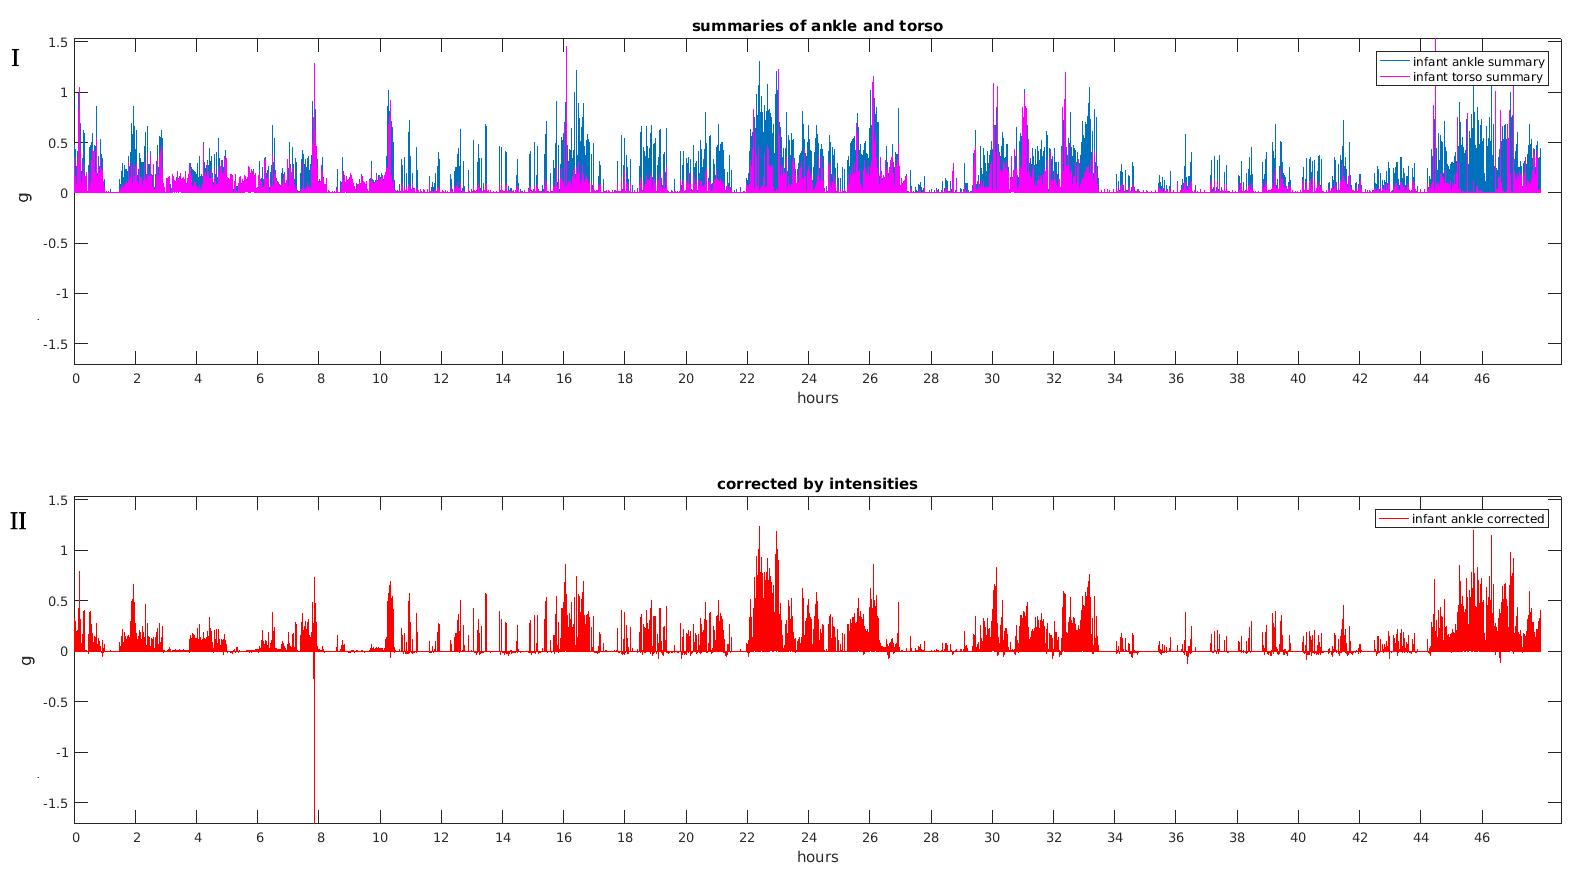 summaries of ankle and torso
I
1.5
1
0.5
0
-0.5
-1
-1.5
g
infant ankle summary
infant torso summary
0 2 4 6 8 10 12 14 16 18 20 22 24 26 28 30 32 34 36 38 40 42 44 46
hours
corrected by intensities
II
1.5
1
0.5
0
-0.5
-1
-1.5
g
infant ankle corrected
0 2 4 6 8 10 12 14 16 18 20 22 24 26 28 30 32 34 36 38 40 42 44 46
hours